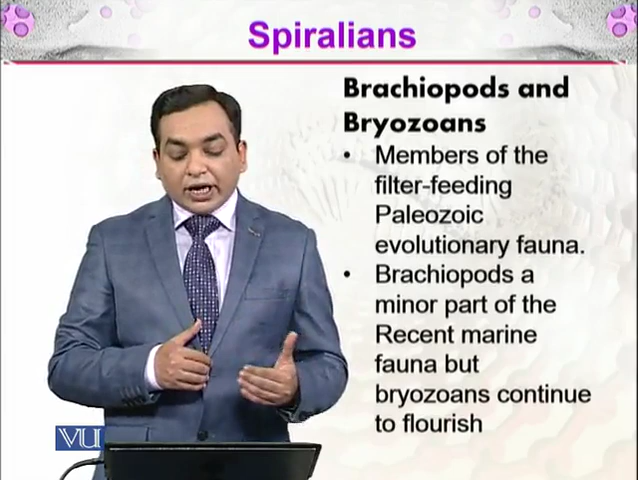 Spiralians
Brachiopods and
Bryozoans
• Members of the
filter-feeding
Paleozoic
evolutionary fauna.
• Brachiopods a
minor part of the
Recent marine
fauna but
bryozoans continue
to flourish
VU